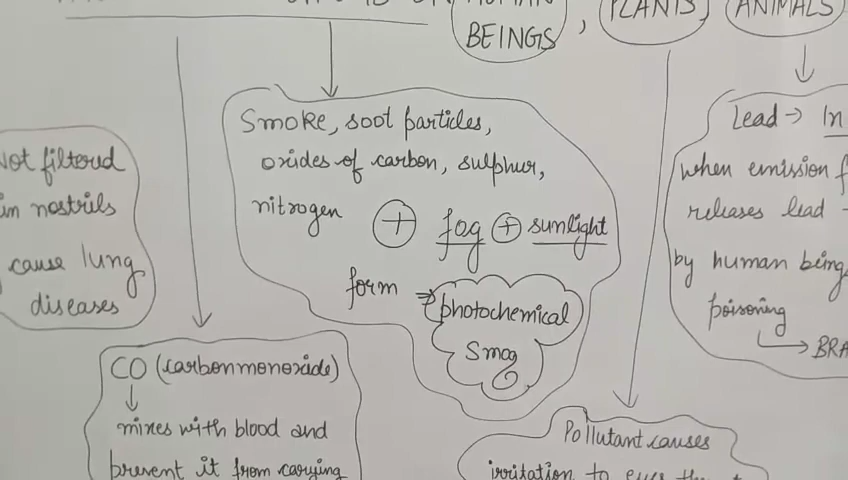 BEINGS , PLANTS, ANIMALS
Not filtered
in nostrils
cause lung
diseases
Smoke, soot particles,
oxides of carbon, sulphur,
nitrogen + fog + sunlight
form → photochemical
Smog
Lead → In
when emission
releases lead
by human being
poisoning
→ BRA
CO (carbonmonoxide)
↓
mixes with blood and
prevent it from carrying
Pollutant causes
irritation to eyes